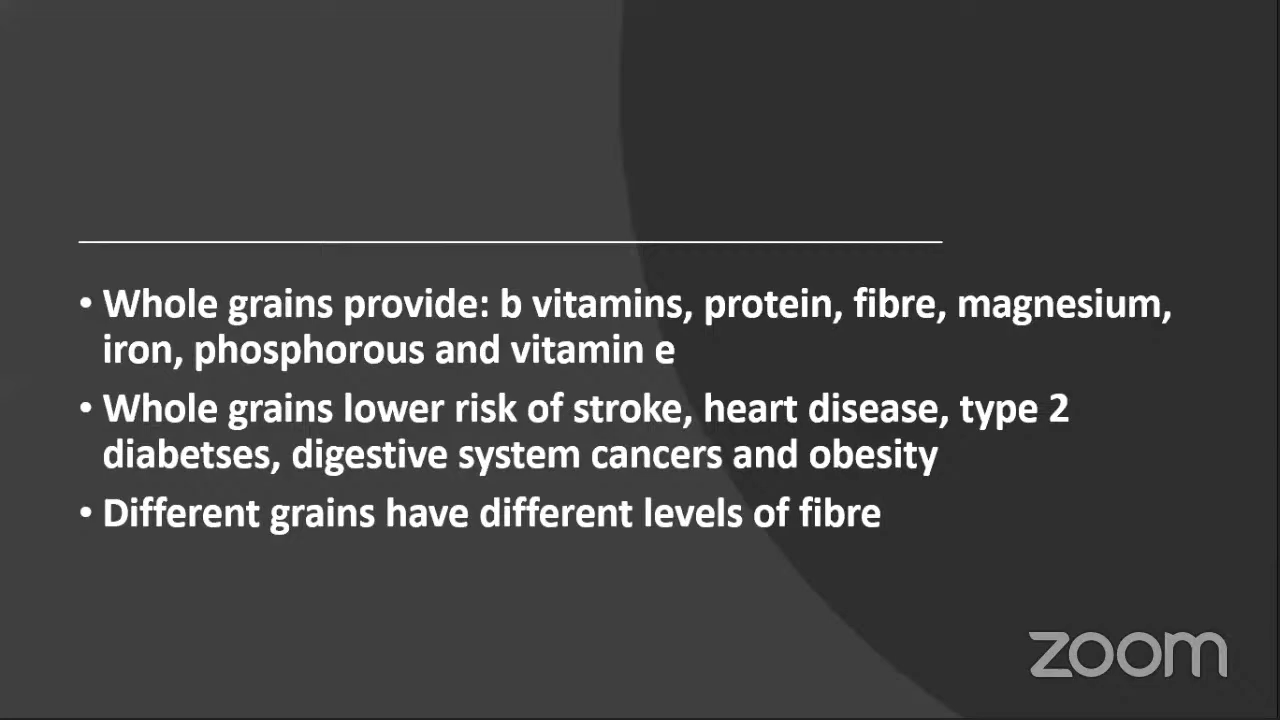 • Whole grains provide: b vitamins, protein, fibre, magnesium,
iron, phosphorous and vitamin e
• Whole grains lower risk of stroke, heart disease, type 2
diabetses, digestive system cancers and obesity
• Different grains have different levels of fibre
zoom